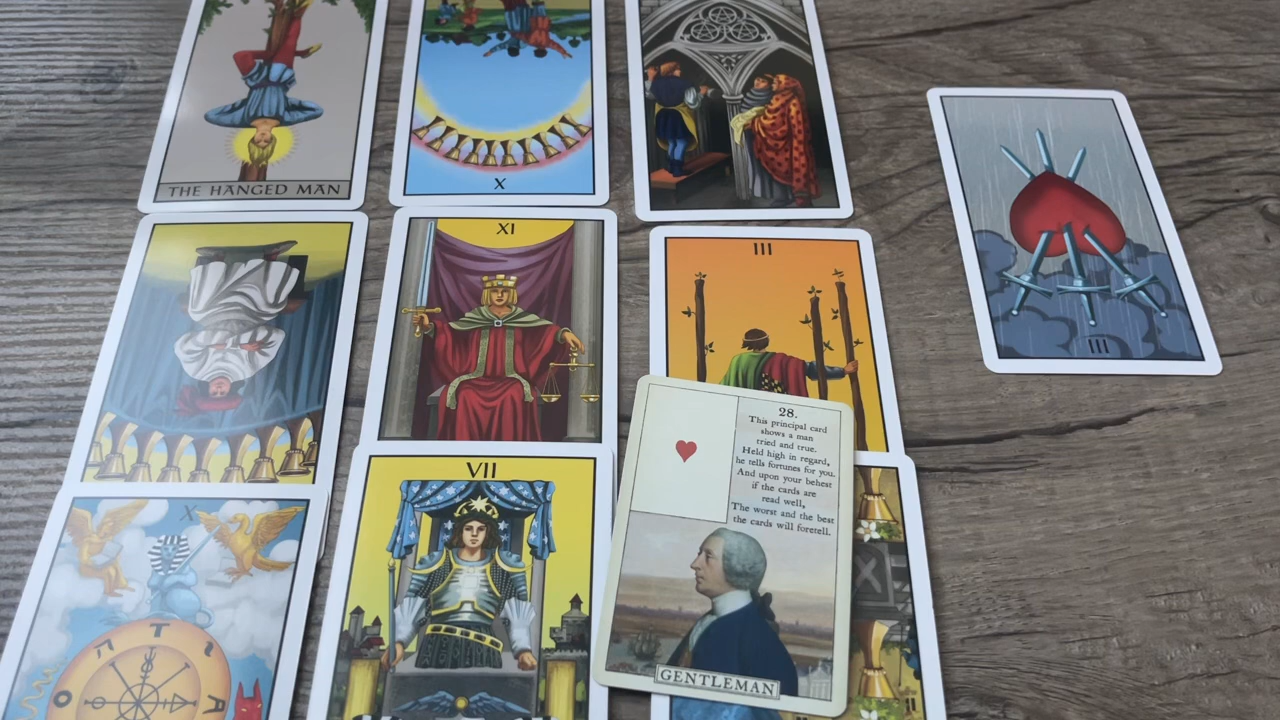 THE HANGED MAN
X
XI
III
III
28.
This principal card
shows a man
tried and true.
Held high in regard,
he tells fortunes for you.
And upon your behest
if the cards are
read well,
The worst and the best
the cards will foretell.
GENTLEMAN
VII
X
T
A
O
ה